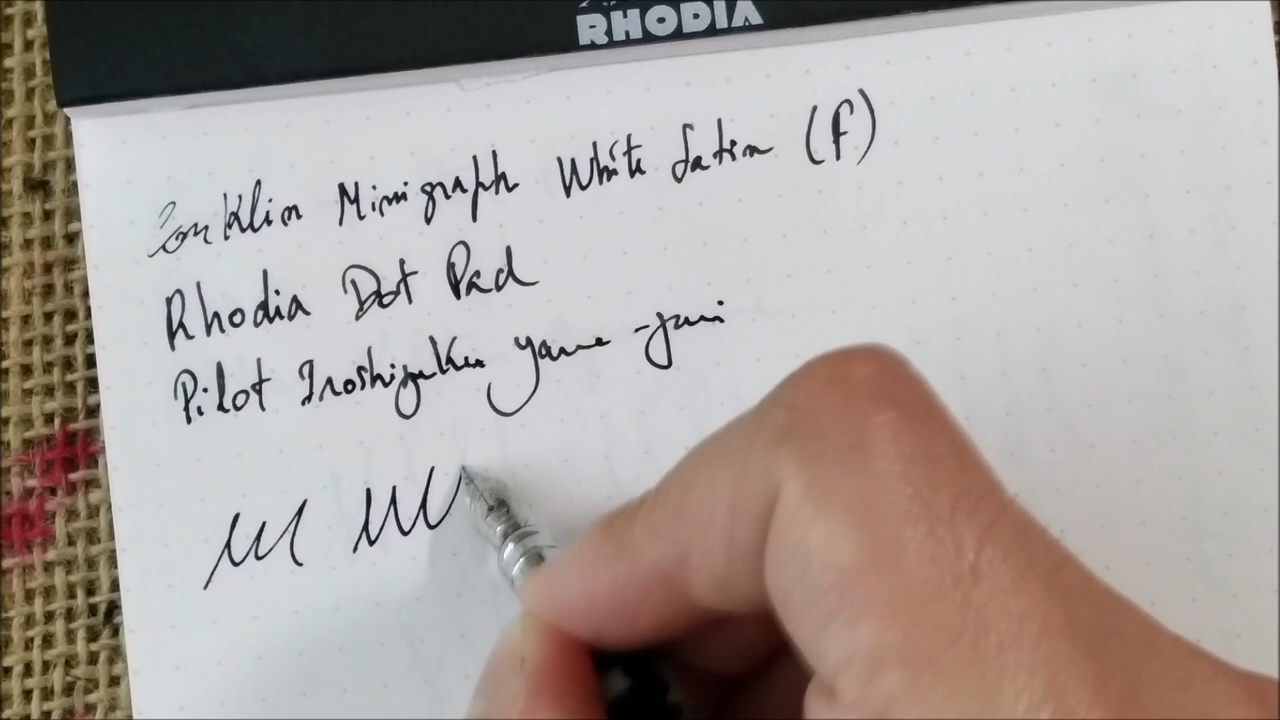 RHODIA
Conklin Minigraph White Satin (F)
Rhodia Dot Pad
Pilot Iroshizuku yama-guri